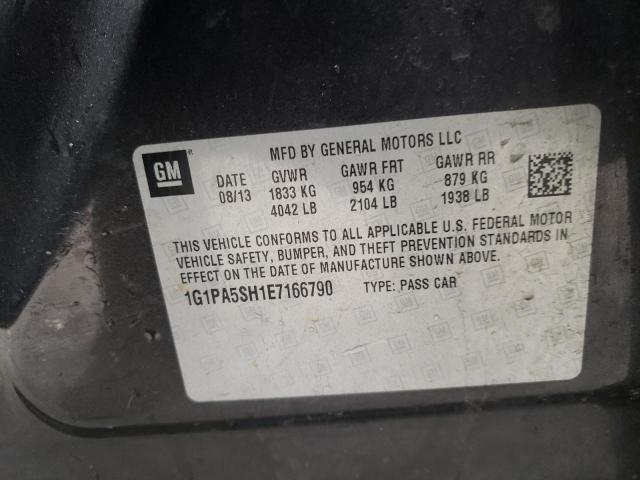 GM
MFD BY GENERAL MOTORS LLC
DATE GVWR GAWR FRT GAWR RR
08/13 1833 KG 954 KG 879 KG
4042 LB 2104 LB 1938 LB
THIS VEHICLE CONFORMS TO ALL APPLICABLE U.S. FEDERAL MOTOR
VEHICLE SAFETY, BUMPER, AND THEFT PREVENTION STANDARDS IN
EFFECT ON THE DATE OF MANUFACTURE SHOWN ABOVE.
1G1PA5SH1E7166790 TYPE: PASS CAR